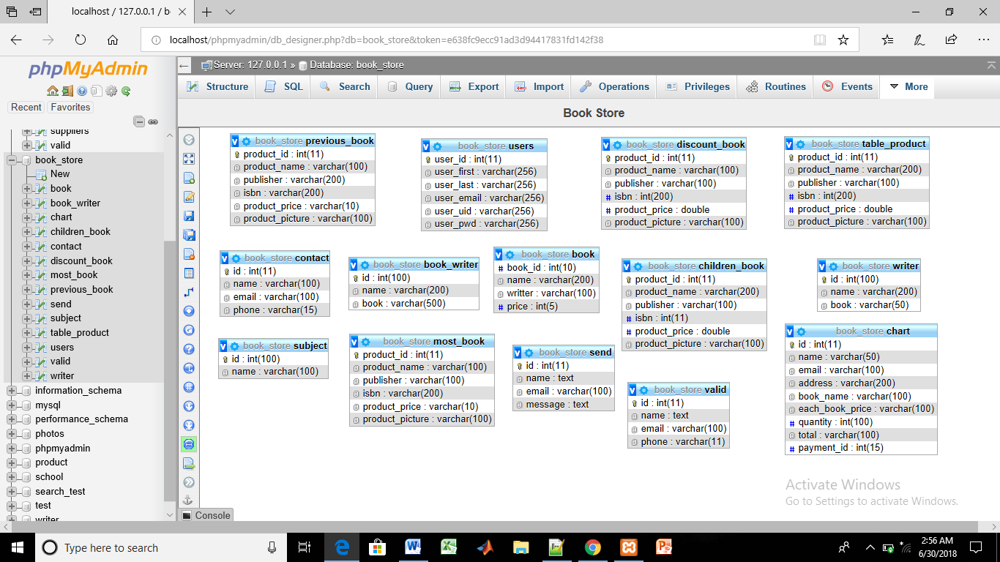 localhost / 127.0.0.1 / b
localhost/phpmyadmin/db_designer.php?db=book_store&token=e638fc9ecc91ad3d94417831fd142f38
phpMyAdmin
Recent Favorites
suppliers
valid
book_store
New
book
book_writer
chart
children_book
contact
discount_book
most_book
previous_book
send
subject
table_product
users
valid
writer
information_schema
mysql
performance_schema
photos
phpmyadmin
product
school
search_test
test
writer
Server: 127.0.0.1 » Database: book_store
Structure SQL Search Query Export Import Operations Privileges Routines Events More
Book Store
book_store previous_book
product_id : int(11)
product_name : varchar(100)
publisher : varchar(200)
isbn : varchar(200)
product_price : varchar(10)
product_picture : varchar(100)
book_store users
user_id : int(11)
user_first : varchar(256)
user_last : varchar(256)
user_email : varchar(256)
user_uid : varchar(256)
user_pwd : varchar(256)
book_store discount_book
product_id : int(11)
product_name : varchar(100)
publisher : varchar(100)
isbn : int(200)
product_price : double
product_picture : varchar(100)
book_store table_product
product_id : int(11)
product_name : varchar(200)
publisher : varchar(100)
isbn : int(200)
product_price : double
product_picture : varchar(100)
book_store contact
id : int(11)
name : varchar(100)
email : varchar(100)
phone : varchar(15)
book_store book_writer
id : int(100)
name : varchar(200)
book : varchar(500)
book_store book
book_id : int(10)
name : varchar(200)
writter : varchar(100)
price : int(5)
book_store children_book
product_id : int(11)
product_name : varchar(200)
publisher : varchar(100)
isbn : int(11)
product_price : double
product_picture : varchar(100)
book_store writer
id : int(100)
name : varchar(200)
book : varchar(50)
book_store subject
id : int(100)
name : varchar(100)
book_store most_book
product_id : int(11)
product_name : varchar(100)
publisher : varchar(100)
isbn : varchar(200)
product_price : varchar(10)
product_picture : varchar(100)
book_store send
id : int(11)
name : text
email : varchar(100)
message : text
book_store valid
id : int(11)
name : text
email : varchar(100)
phone : varchar(11)
book_store chart
id : int(11)
name : varchar(50)
email : varchar(100)
address : varchar(200)
book_name : varchar(100)
each_book_price : varchar(100)
quantity : int(100)
total : varchar(100)
payment_id : int(15)
Activate Windows
Go to Settings to activate Windows.
Console
Type here to search
2:56 AM
6/30/2018